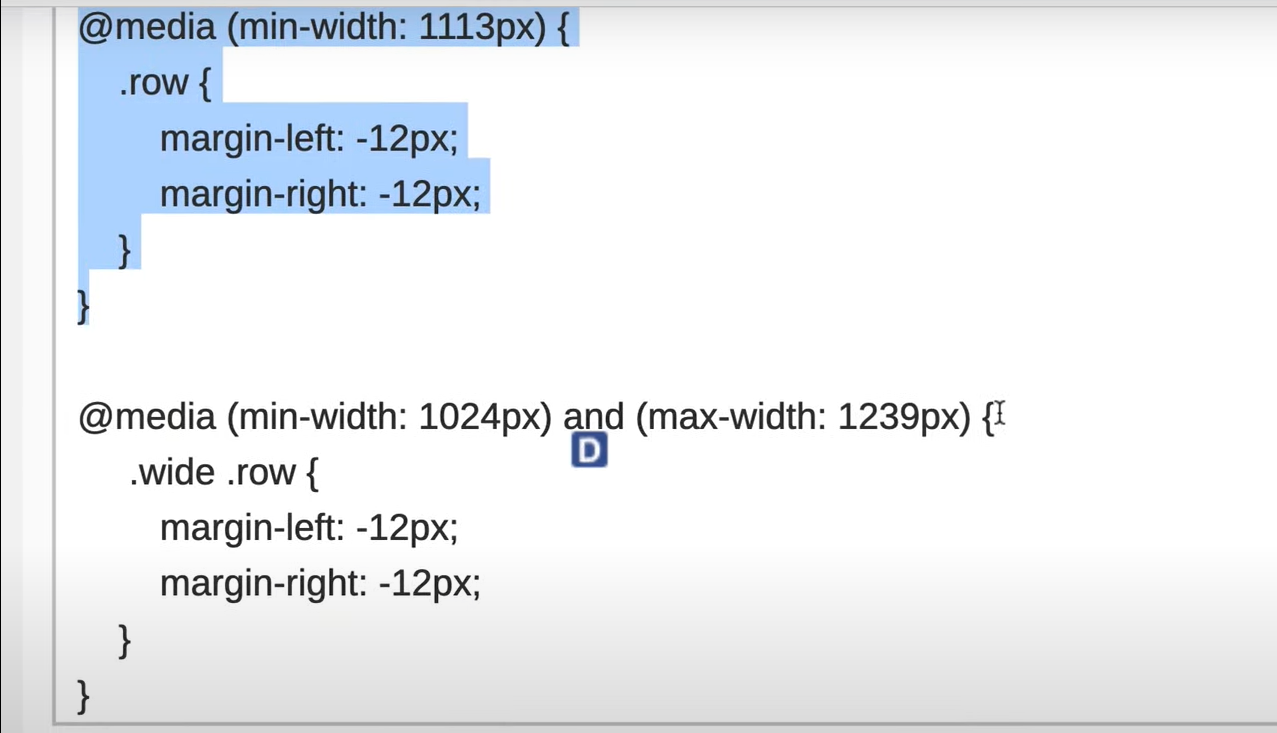 @media (min-width: 1113px) {
.row {
margin-left: -12px;
margin-right: -12px;
}
}
@media (min-width: 1024px) and (max-width: 1239px) {
D
.wide .row {
margin-left: -12px;
margin-right: -12px;
}
}